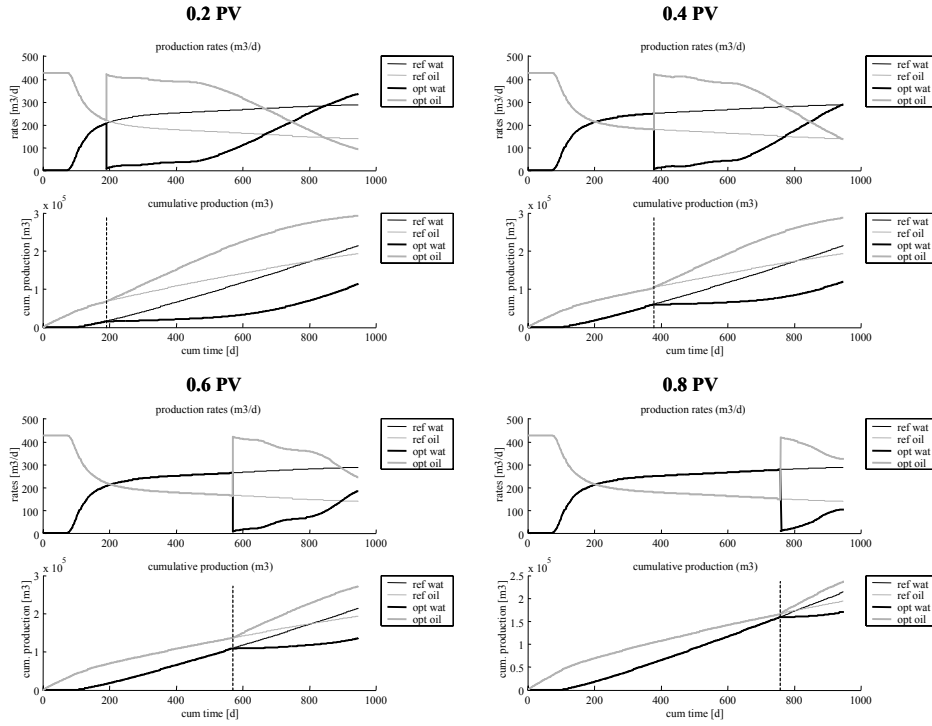 0.2 PV
production rates (m3/d)
500
400
300
200
100
0
rates [m3/d]
0 200 400 600 800 1000
ref wat
ref oil
opt wat
opt oil
x 10^5
cumulative production (m3)
3
2
1
0
cum. production [m3]
0 200 400 600 800 1000
cum time [d]
ref wat
ref oil
opt wat
opt oil
0.4 PV
production rates (m3/d)
500
400
300
200
100
0
rates [m3/d]
0 200 400 600 800 1000
ref wat
ref oil
opt wat
opt oil
x 10^5
cumulative production (m3)
3
2
1
0
cum. production [m3]
0 200 400 600 800 1000
cum time [d]
ref wat
ref oil
opt wat
opt oil
0.6 PV
production rates (m3/d)
500
400
300
200
100
0
rates [m3/d]
0 200 400 600 800 1000
ref wat
ref oil
opt wat
opt oil
x 10^5
cumulative production (m3)
3
2
1
0
cum. production [m3]
0 200 400 600 800 1000
cum time [d]
ref wat
ref oil
opt wat
opt oil
0.8 PV
production rates (m3/d)
500
400
300
200
100
0
rates [m3/d]
0 200 400 600 800 1000
ref wat
ref oil
opt wat
opt oil
x 10^5
cumulative production (m3)
2.5
2
1.5
1
0.5
0
cum. production [m3]
0 200 400 600 800 1000
cum time [d]
ref wat
ref oil
opt wat
opt oil